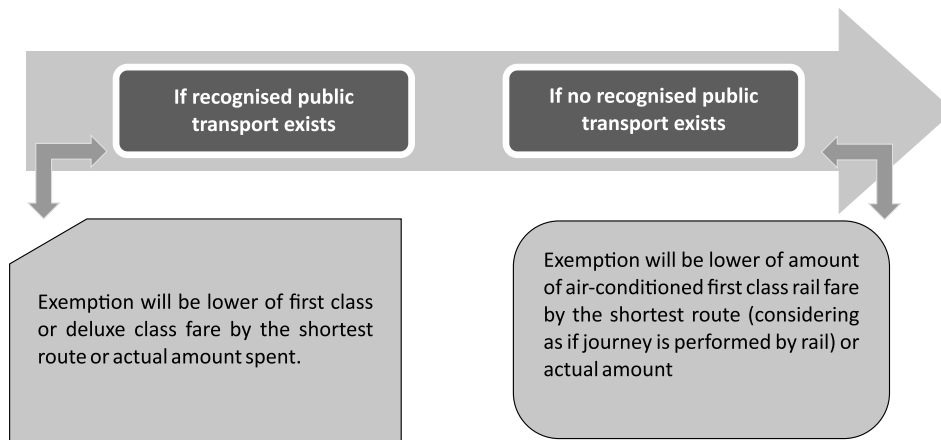 If recognised public
transport exists
If no recognised public
transport exists
Exemption will be lower of first class
or deluxe class fare by the shortest
route or actual amount spent.
Exemption will be lower of amount
of air-conditioned first class rail fare
by the shortest route (considering
as if journey is performed by rail) or
actual amount